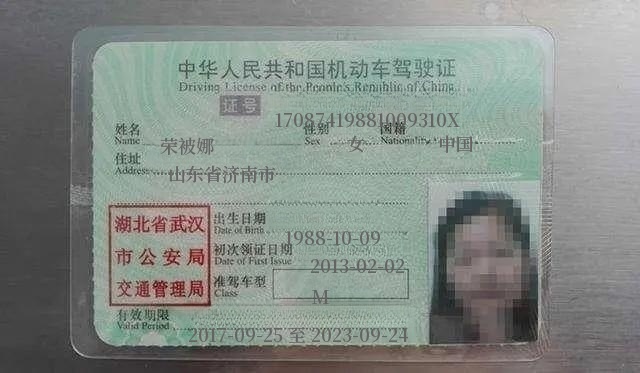 中华人民共和国机动车驾驶证
Driving License of the People's Republic of China
证号 17087419881009310X
姓名 荣被娜 性别 女 国籍 中国
Name Sex Nationality
住址 山东省济南市
Address
湖北省武汉
市公安局
交通管理局
出生日期 1988-10-09
Date of Birth
初次领证日期 2013-02-02
Date of First Issue
准驾车型 M
Class
有效期限 2017-09-25 至 2023-09-24
Valid Period